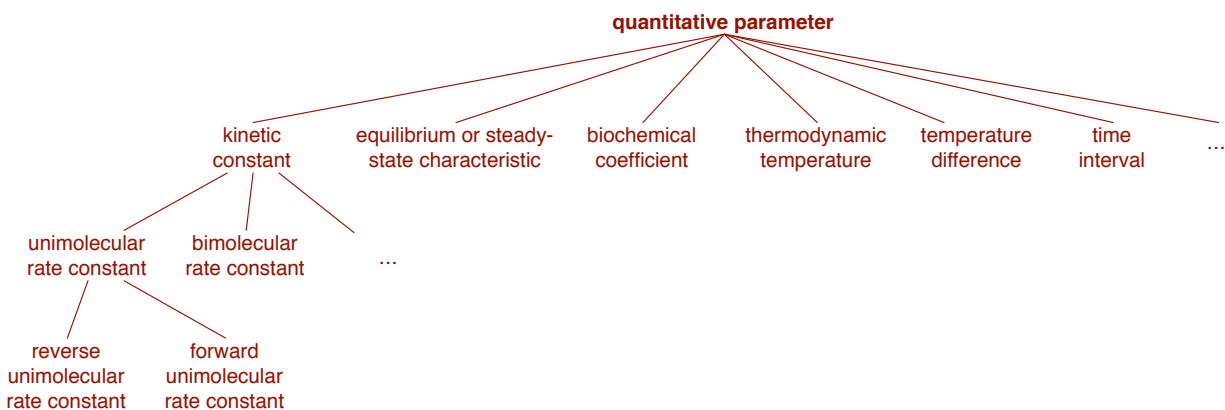 quantitative parameter
kinetic
constant
equilibrium or steady-
state characteristic
biochemical
coefficient
thermodynamic
temperature
temperature
difference
time
interval
...
unimolecular
rate constant
bimolecular
rate constant
...
reverse
unimolecular
rate constant
forward
unimolecular
rate constant